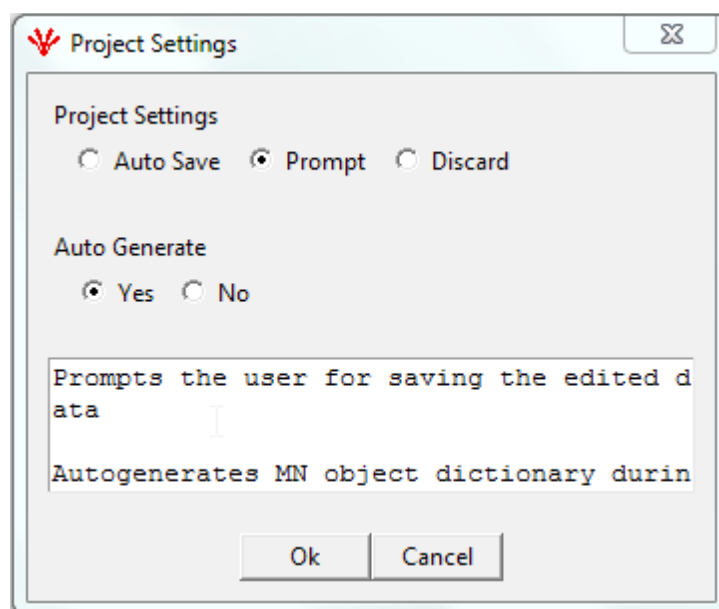 Project Settings
Project Settings
Auto Save Prompt Discard
Auto Generate
Yes No
Prompts the user for saving the edited d
ata
Autogenerates MN object dictionary durin
Ok Cancel